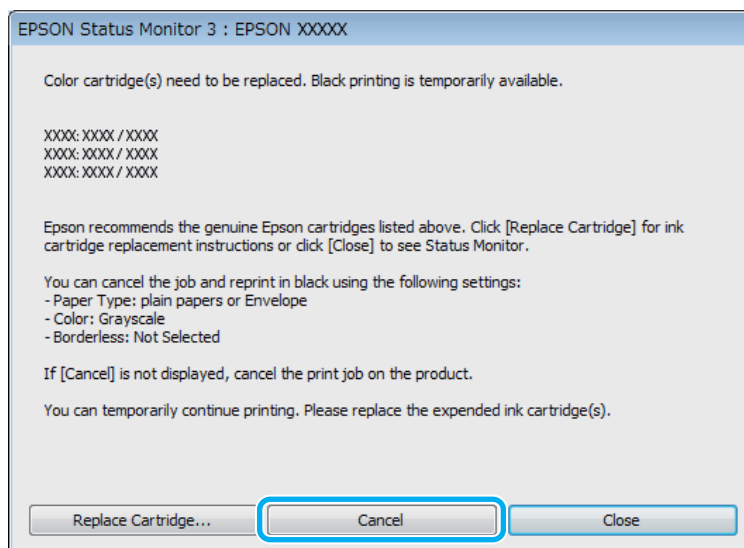 EPSON Status Monitor 3 : EPSON XXXXX
Color cartridge(s) need to be replaced. Black printing is temporarily available.
XXXX: XXXX / XXXX
XXXX: XXXX / XXXX
XXXX: XXXX / XXXX
Epson recommends the genuine Epson cartridges listed above. Click [Replace Cartridge] for ink
cartridge replacement instructions or click [Close] to see Status Monitor.
You can cancel the job and reprint in black using the following settings:
- Paper Type: plain papers or Envelope
- Color: Grayscale
- Borderless: Not Selected
If [Cancel] is not displayed, cancel the print job on the product.
You can temporarily continue printing. Please replace the expended ink cartridge(s).
Replace Cartridge... Cancel Close